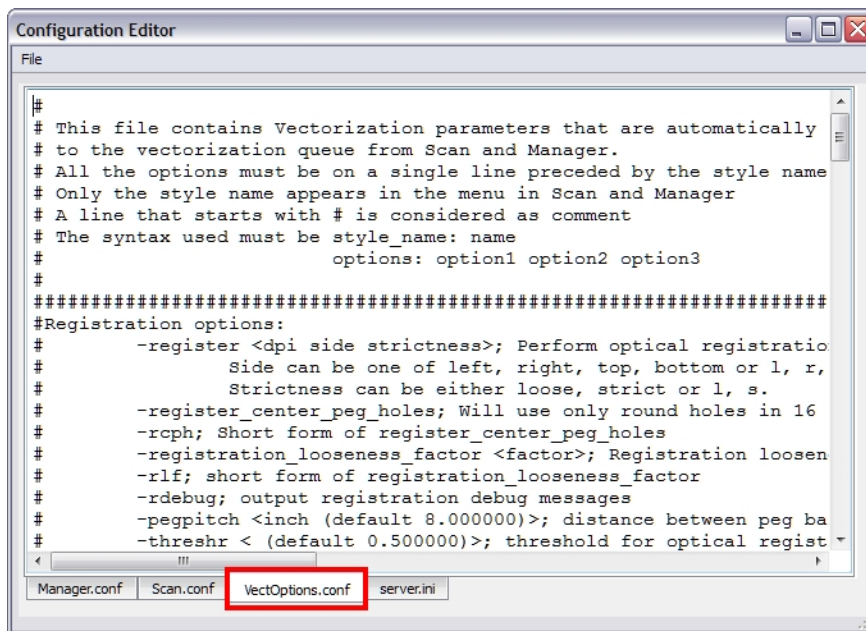 Configuration Editor
File
#
# This file contains Vectorization parameters that are automatically
# to the vectorization queue from Scan and Manager.
# All the options must be on a single line preceded by the style name
# Only the style name appears in the menu in Scan and Manager
# A line that starts with # is considered as comment
# The syntax used must be style_name: name
# options: option1 option2 option3
#
######################################################################
#Registration options:
# -register <dpi side strictness>; Perform optical registratio
# Side can be one of left, right, top, bottom or l, r,
# Strictness can be either loose, strict or l, s.
# -register_center_peg_holes; Will use only round holes in 16
# -rcph; Short form of register_center_peg_holes
# -registration_looseness_factor <factor>; Registration loosen
# -rlf; short form of registration_looseness_factor
# -rdebug; output registration debug messages
# -pegpitch <inch (default 8.000000)>; distance between peg ba
# -threshr < (default 0.500000)>; threshold for optical regist
Manager.conf Scan.conf VectOptions.conf server.ini